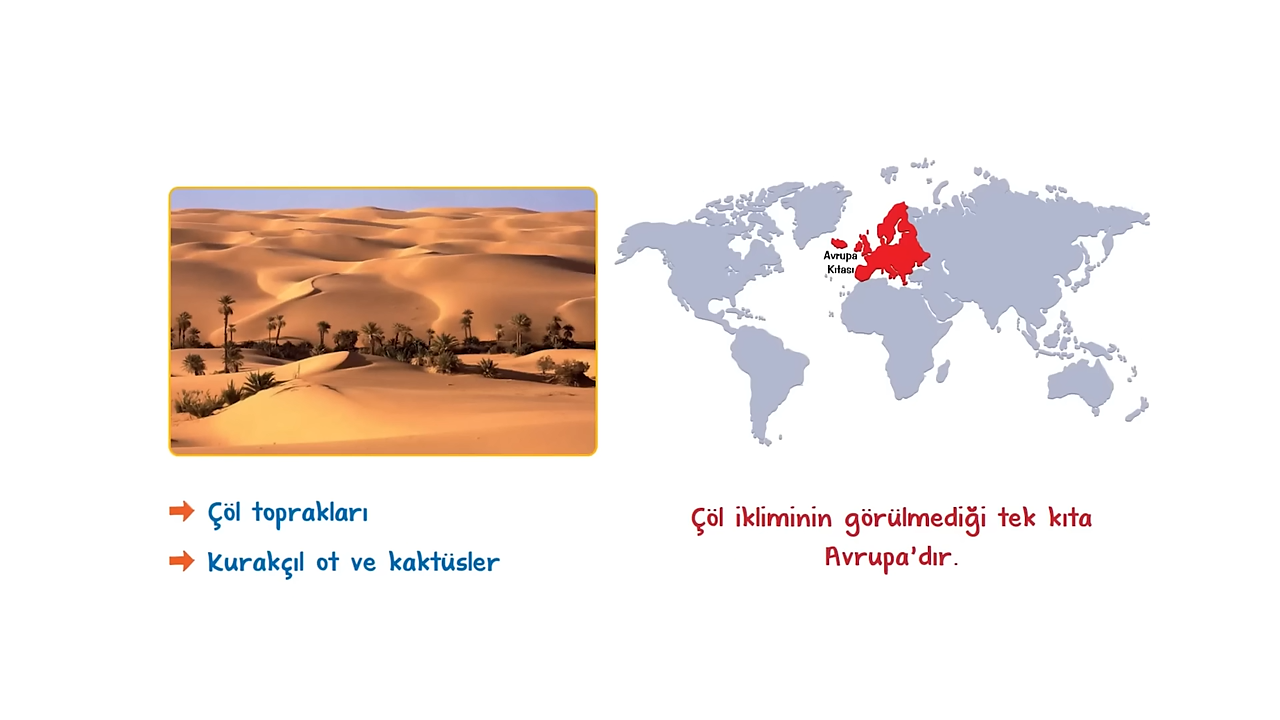 Avrupa
Kıtası
Çöl toprakları
Kurakçıl ot ve kaktüsler
Çöl ikliminin görülmediği tek kıta
Avrupa'dır.